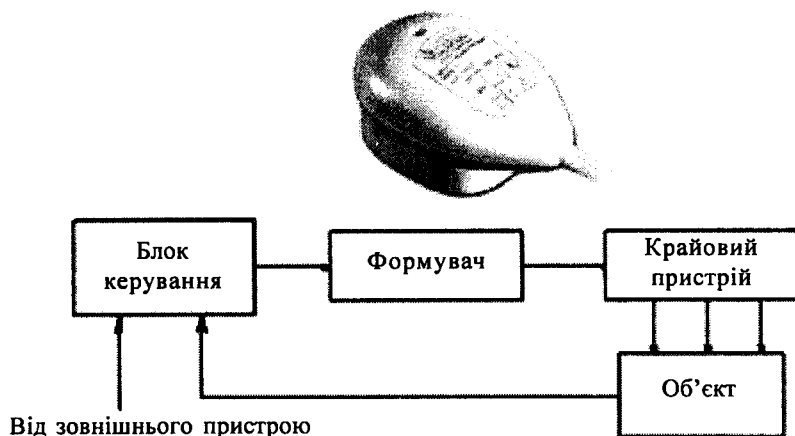 Блок
керування
Формувач
Крайовий
пристрій
Об’єкт
Від зовнішнього пристрою